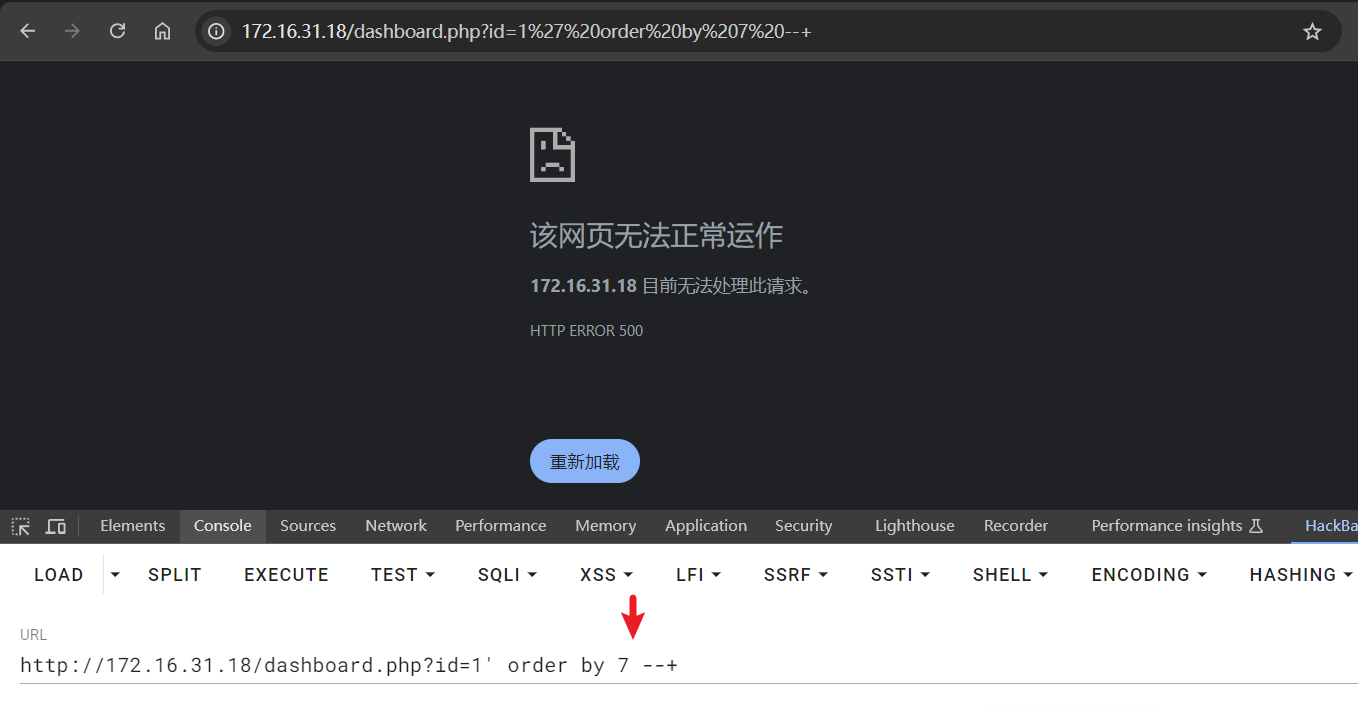 172.16.31.18/dashboard.php?id=1%27%20order%20by%207%20--+
该网页无法正常运作
172.16.31.18 目前无法处理此请求。
HTTP ERROR 500
重新加载
Elements Console Sources Network Performance Memory Application Security Lighthouse Recorder Performance insights HackBa
LOAD SPLIT EXECUTE TEST SQLI XSS LFI SSRF SSTI SHELL ENCODING HASHING
URL
http://172.16.31.18/dashboard.php?id=1' order by 7 --+